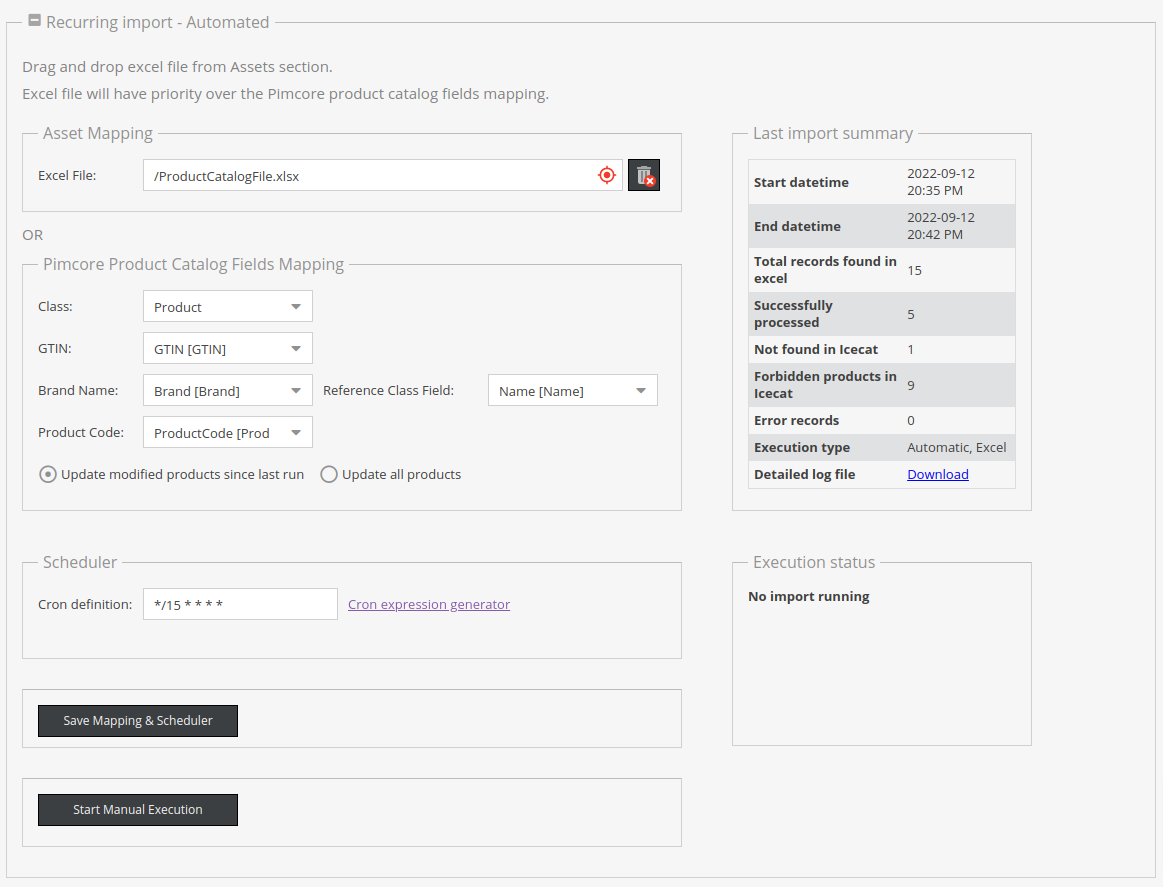 Recurring import - Automated
Drag and drop excel file from Assets section.
Excel file will have priority over the Pimcore product catalog fields mapping.
Asset Mapping
Excel File: /ProductCatalogFile.xlsx
OR
Pimcore Product Catalog Fields Mapping
Class: Product
GTIN: GTIN [GTIN]
Brand Name: Brand [Brand] Reference Class Field: Name [Name]
Product Code: ProductCode [Prod
Update modified products since last run Update all products
Last import summary
Start datetime 2022-09-12
20:35 PM
End datetime 2022-09-12
20:42 PM
Total records found in
excel 15
Successfully
processed 5
Not found in Icecat 1
Forbidden products in
Icecat 9
Error records 0
Execution type Automatic, Excel
Detailed log file Download
Scheduler
Cron definition: */15 * * * * Cron expression generator
Execution status
No import running
Save Mapping & Scheduler
Start Manual Execution